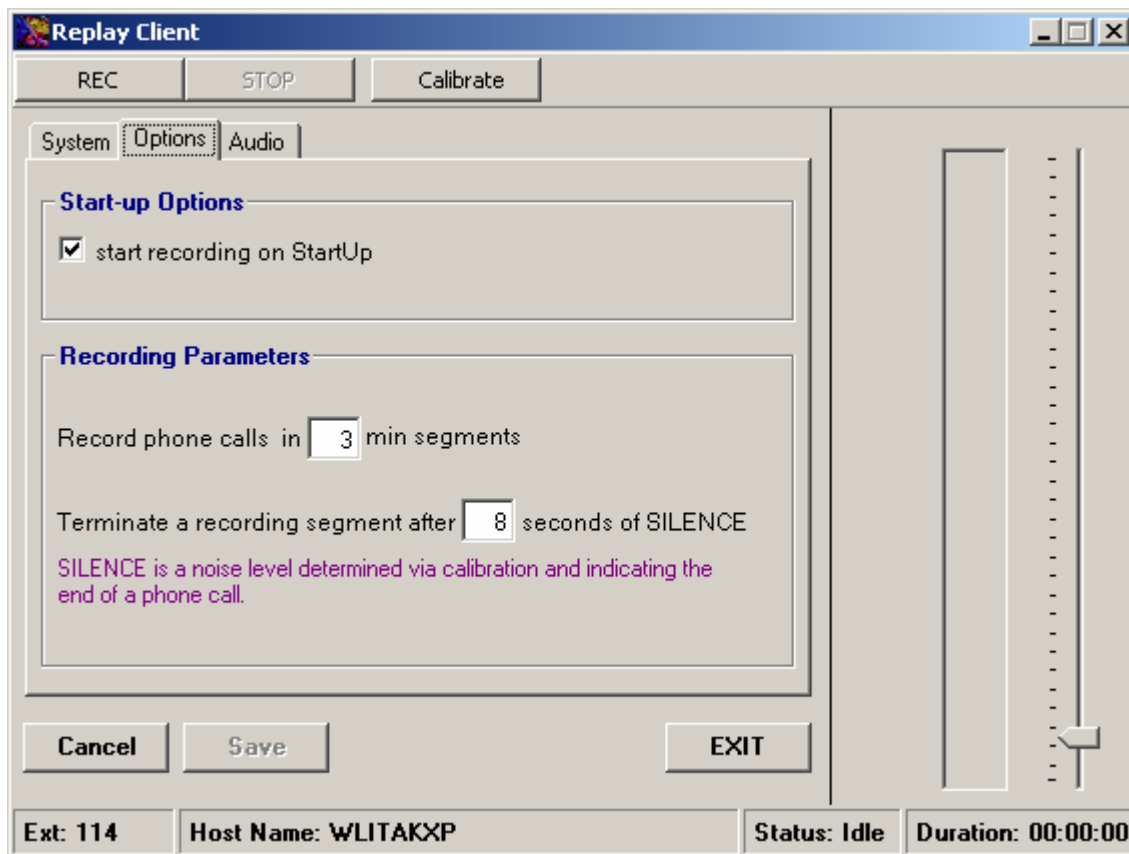 Replay Client
REC STOP Calibrate
System Options Audio
Start-up Options
start recording on StartUp
Recording Parameters
Record phone calls in 3 min segments
Terminate a recording segment after 8 seconds of SILENCE
SILENCE is a noise level determined via calibration and indicating the
end of a phone call.
Cancel Save EXIT
Ext: 114 Host Name: WLITAKXP Status: Idle Duration: 00:00:00